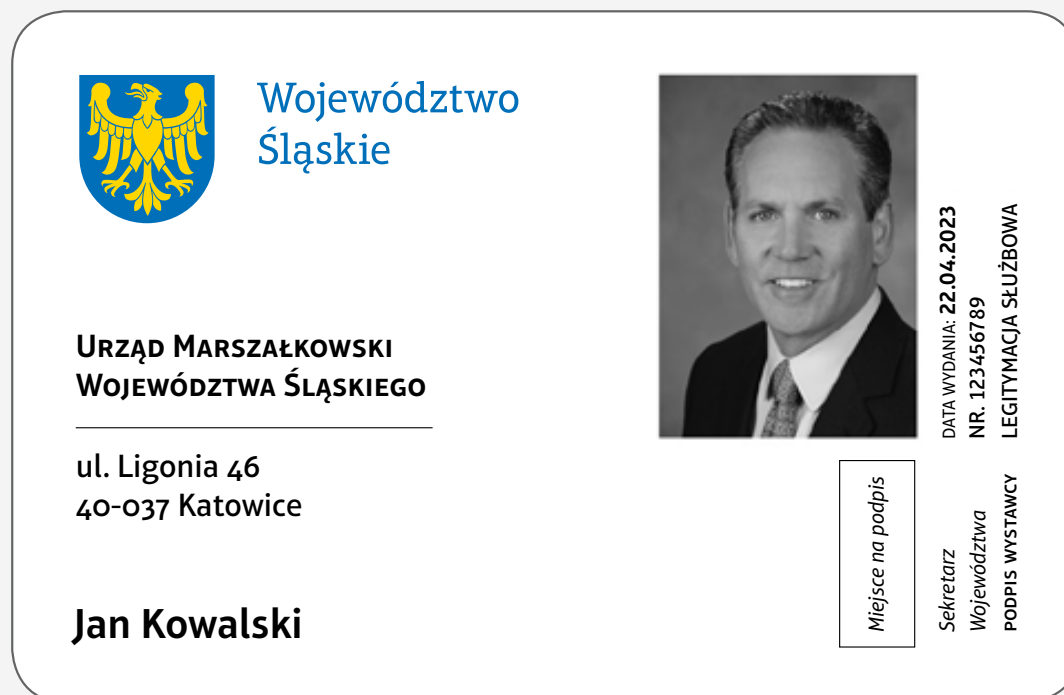 Województwo
Śląskie
Urząd Marszałkowski
Województwa Śląskiego
ul. Ligonia 46
40-037 Katowice
Jan Kowalski
DATA WYDANIA: 22.04.2023
NR. 123456789
LEGITYMACJA SŁUŻBOWA
Miejsce na podpis
Sekretarz
Województwa
PODPIS WYSTAWCY